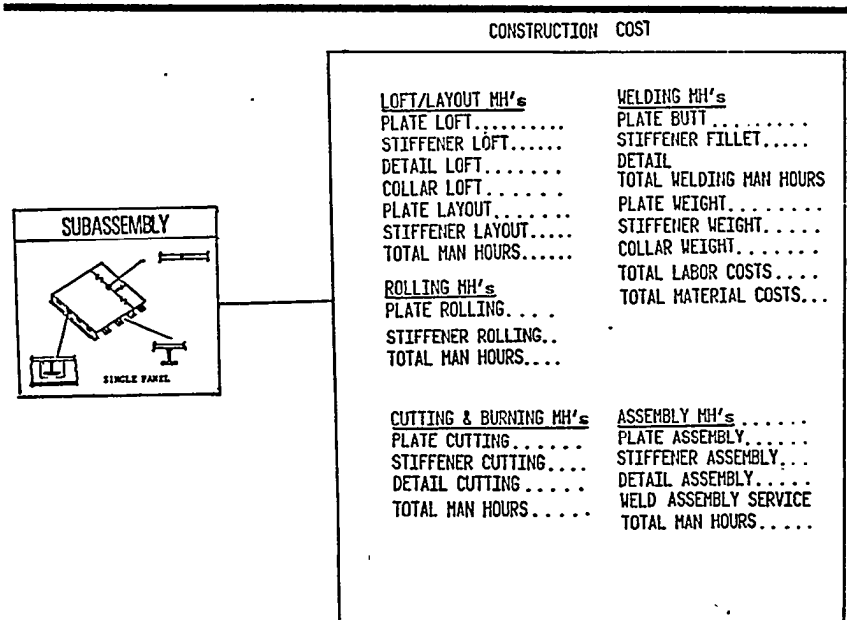 CONSTRUCTION COST
SUBASSEMBLY
SINGLE PANEL
LOFT/LAYOUT MH's
PLATE LOFT..........
STIFFENER LOFT......
DETAIL LOFT.......
COLLAR LOFT......
PLATE LAYOUT.......
STIFFENER LAYOUT.....
TOTAL MAN HOURS......
ROLLING MH's
PLATE ROLLING....
STIFFENER ROLLING..
TOTAL MAN HOURS....
CUTTING & BURNING MH's
PLATE CUTTING.......
STIFFENER CUTTING....
DETAIL CUTTING......
TOTAL MAN HOURS.....
WELDING MH's
PLATE BUTT.........
STIFFENER FILLET.....
DETAIL
TOTAL WELDING MAN HOURS
PLATE WEIGHT........
STIFFENER WEIGHT.....
COLLAR WEIGHT.......
TOTAL LABOR COSTS....
TOTAL MATERIAL COSTS...
ASSEMBLY MH's......
PLATE ASSEMBLY......
STIFFENER ASSEMBLY...
DETAIL ASSEMBLY.....
WELD ASSEMBLY SERVICE
TOTAL MAN HOURS.....